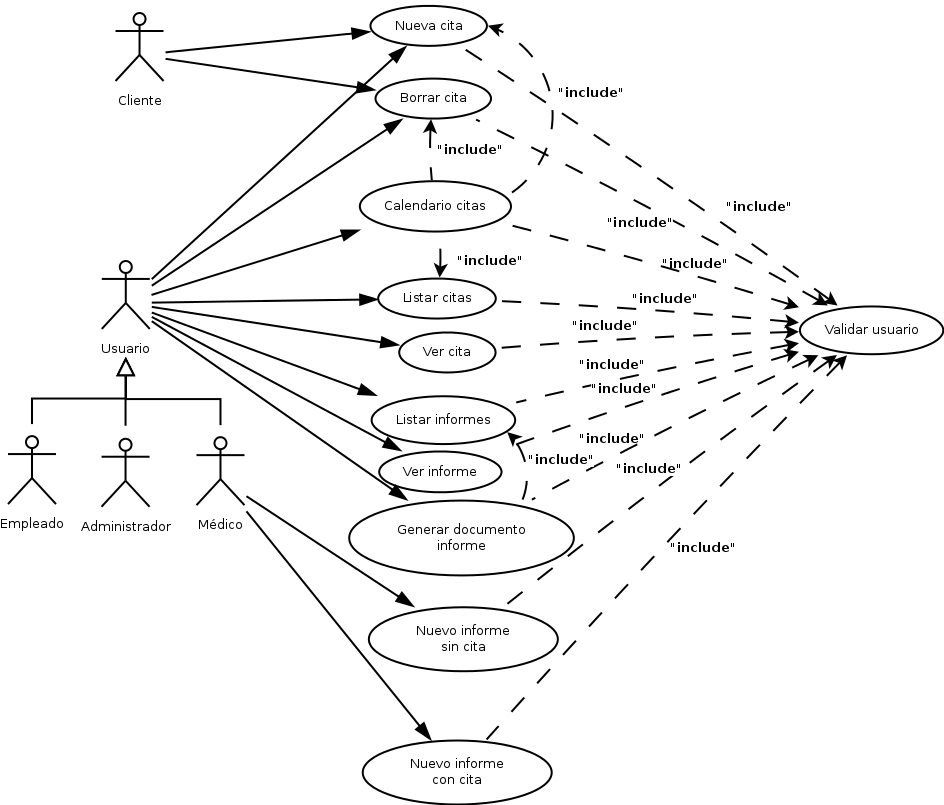 Nueva cita
"include"
Cliente
Borrar cita
"include"
Calendario citas
"include"
"include"
"include"
"include"
Listar citas
"include"
Validar usuario
"include"
Usuario
Ver cita
"include"
"include"
Listar informes
"include"
"include"
Ver informe
"include"
Empleado
Administrador
Médico
Generar documento
informe
"include"
Nuevo informe
sin cita
Nuevo informe
con cita